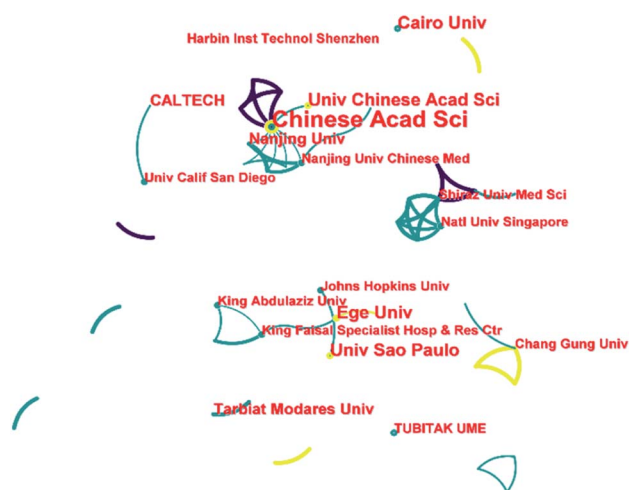 Cairo Univ
Harbin Inst Technol Shenzhen
CALTECH
Univ Chinese Acad Sci
Chinese Acad Sci
Nanjing Univ
Nanjing Univ Chinese Med
Univ Calif San Diego
Shiraz Univ Med Sci
Natl Univ Singapore
Johns Hopkins Univ
King Abdulaziz Univ
Ege Univ
King Faisal Specialist Hosp & Res Ctr
Chang Gung Univ
Univ Sao Paulo
Tarbiat Modares Univ
TUBITAK UME